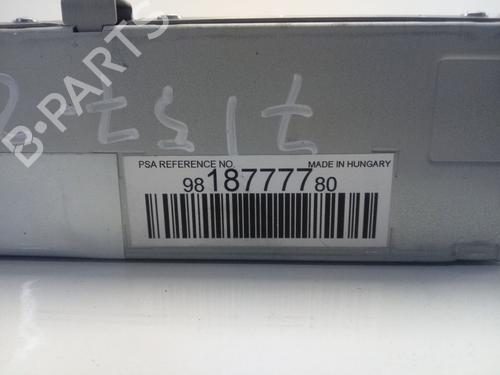 B-PARTS
PSA REFERENCE NO. MADE IN HUNGARY
98 187777 80